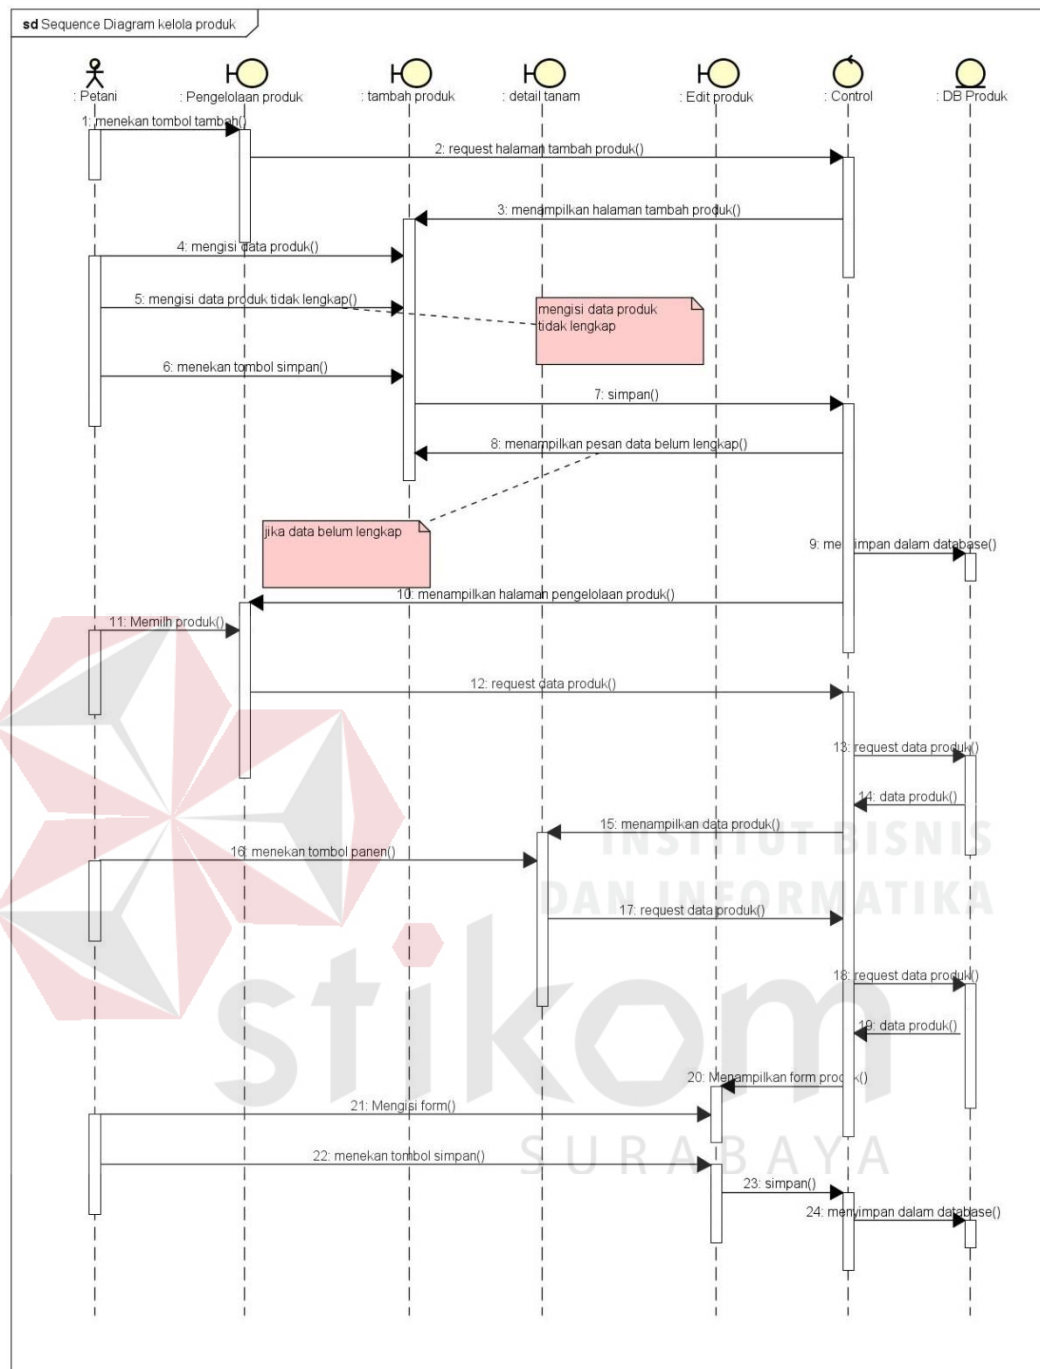 sd Sequence Diagram kelola produk
: Petani
: Pengelolaan produk
: tambah produk
: detail tanam
: Edit produk
: Control
: DB Produk
1: menekan tombol tambah()
2: request halaman tambah produk()
3: menampilkan halaman tambah produk()
4: mengisi data produk()
5: mengisi data produk tidak lengkap()
mengisi data produk
tidak lengkap
6: menekan tombol simpan()
7: simpan()
8: menampilkan pesan data belum lengkap()
jika data belum lengkap
9: menyimpan dalam database()
10: menampilkan halaman pengelolaan produk()
11: Memilh produk()
12: request data produk()
13: request data produk()
14: data produk()
15: menampilkan data produk()
INSTITUT BISNIS
DAN INFORMATIKA
16: menekan tombol panen()
17: request data produk()
18: request data produk()
19: data produk()
stikom
20: Menampilkan form produk()
21: Mengisi form()
SURABAYA
22: menekan tombol simpan()
23: simpan()
24: menyimpan dalam database()